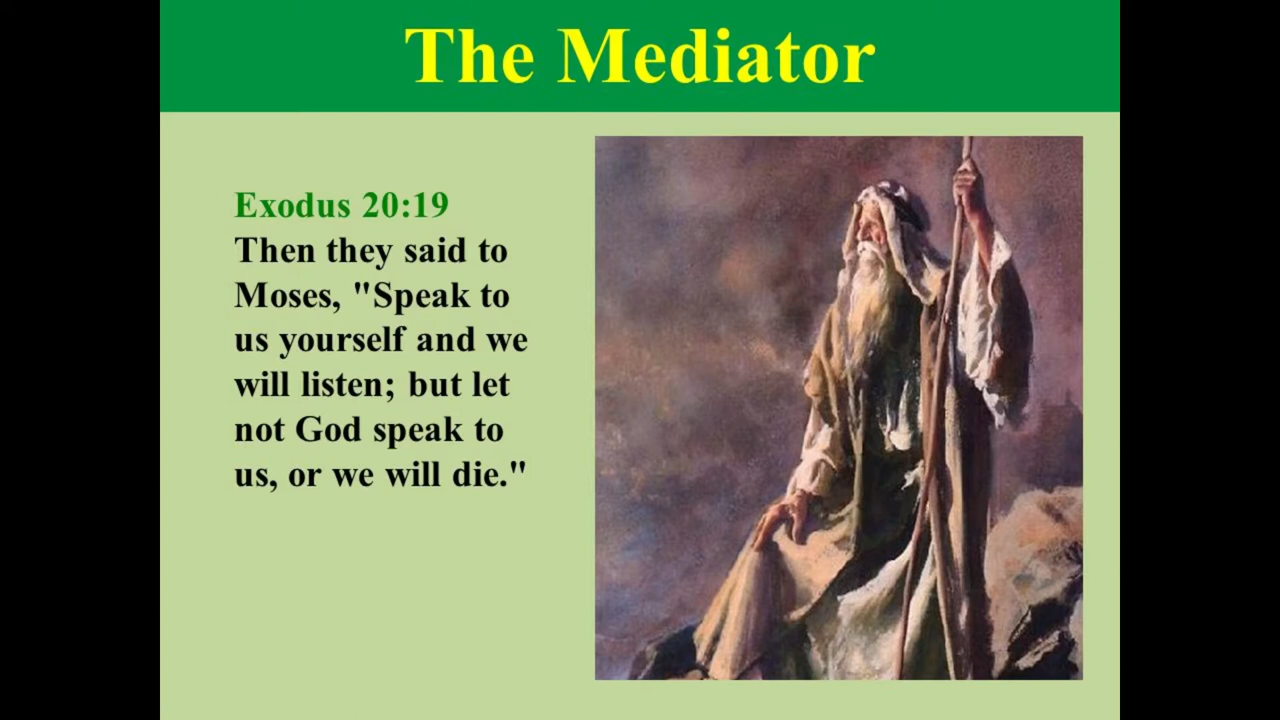 The Mediator
Exodus 20:19
Then they said to
Moses, "Speak to
us yourself and we
will listen; but let
not God speak to
us, or we will die."